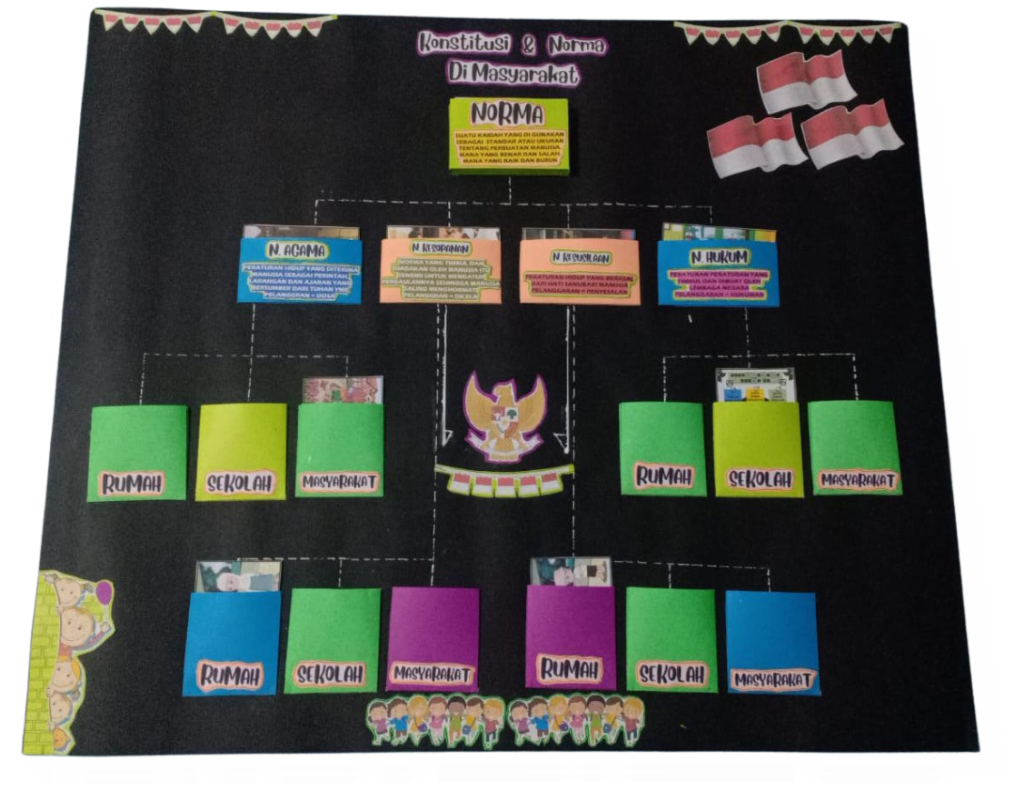 Konstitusi & Norma
Di Masyarakat
NORMA
SUATU KAIDAH YANG DI GUNAKAN
SEBAGAI STANDAR ATAU UKURAN
TENTANG PERBUATAN MANUSIA,
MANA YANG BENAR DAN SALAH,
MANA YANG BAIK DAN BURUK
N. AGAMA
PERATURAN HIDUP YANG DITERIMA
MANUSIA SEBAGAI PERINTAH,
LARANGAN DAN AJARAN YANG
BERSUMBER DARI TUHAN YME
PELANGGARAN = DOSA
N. KESOPANAN
NORMA YANG TIMBUL DAN
DIADAKAN OLEH MANUSIA ITU
SENDIRI UNTUK MENGATUR
SEHINGGA MANUSIA
SALING MENGHORMATI
PELANGGARAN = DICELA
N. KESUSILAAN
PERATURAN HIDUP YANG BERASAL
DARI HATI SANUBARI MANUSIA
PELANGGARAN = PENYESALAN
N. HUKUM
PERATURAN PERATURAN YANG
TIMBUL DAN DIBUAT OLEH
LEMBAGA NEGARA
PELANGGARAN = HUKUMAN
RUMAH
SEKOLAH
MASYARAKAT
RUMAH
SEKOLAH
MASYARAKAT
RUMAH
SEKOLAH
MASYARAKAT
RUMAH
SEKOLAH
MASYARAKAT